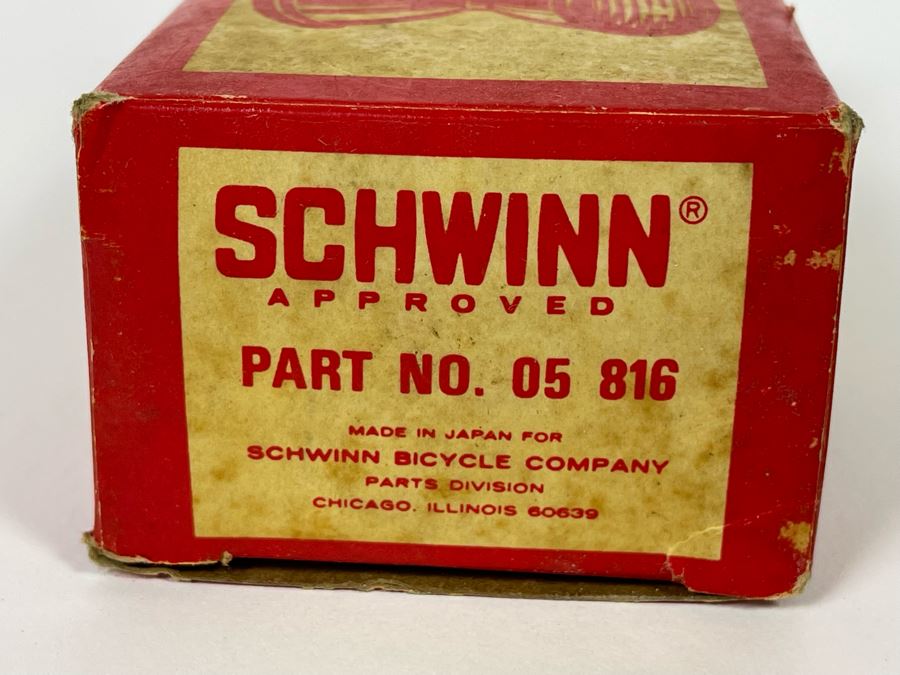 SCHWINN®
APPROVED
PART NO. 05 816
MADE IN JAPAN FOR
SCHWINN BICYCLE COMPANY
PARTS DIVISION
CHICAGO, ILLINOIS 60639